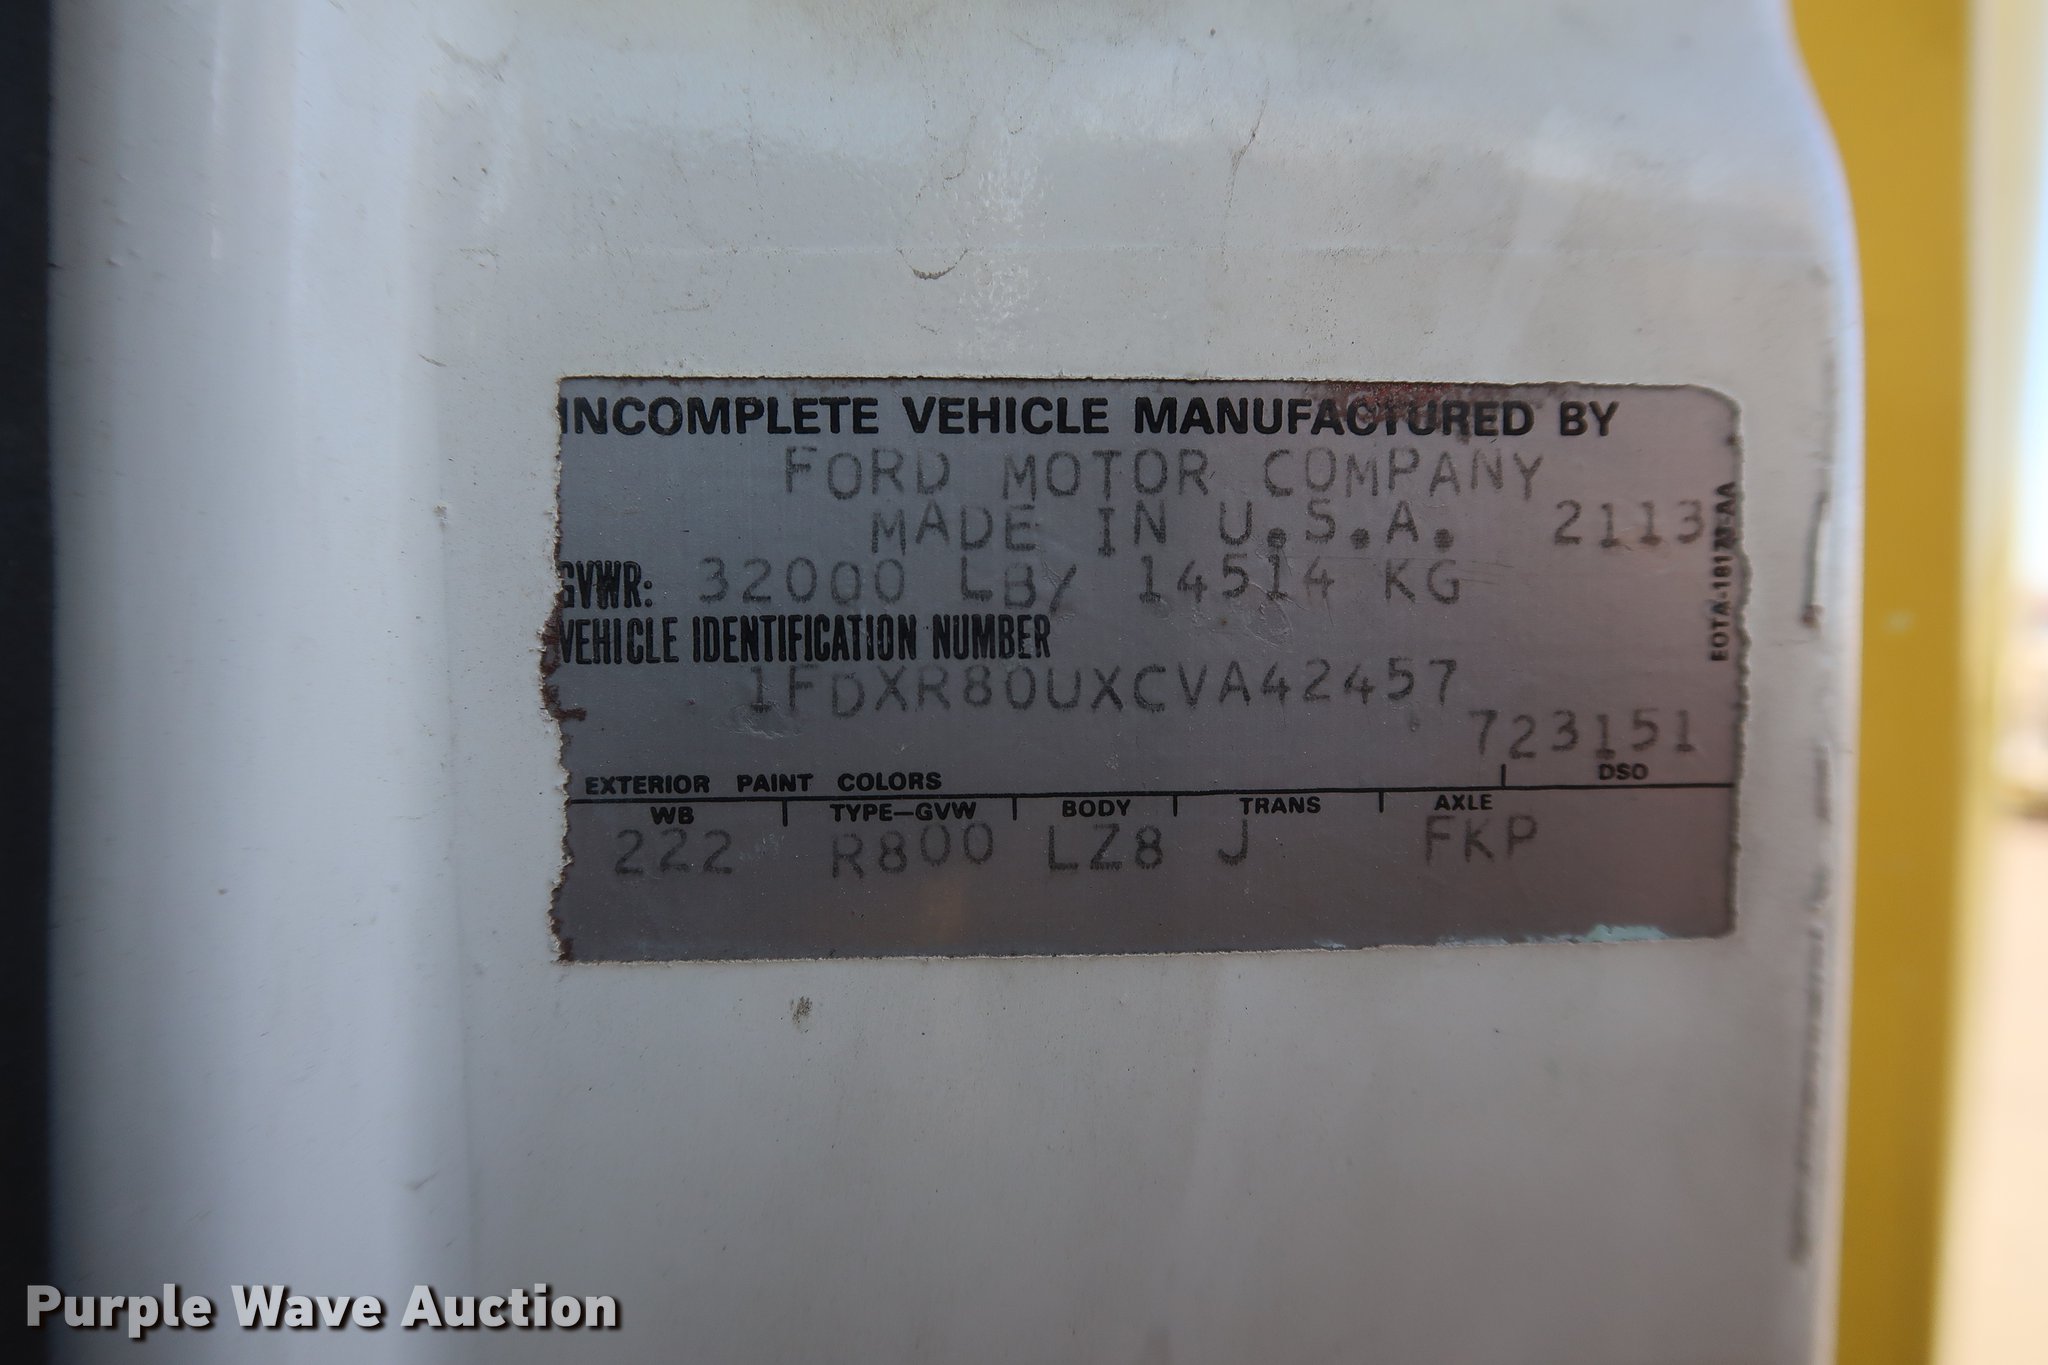 INCOMPLETE VEHICLE MANUFACTURED BY
FORD MOTOR COMPANY
MADE IN U.S.A. 2113
GVWR: 32000 LB/ 14514 KG
VEHICLE IDENTIFICATION NUMBER
1FDXR80UXCVA42457
723151
EXTERIOR PAINT COLORS DSO
WB TYPE-GVW BODY TRANS AXLE
222 R800 LZ8 J FKP
Purple Wave Auction